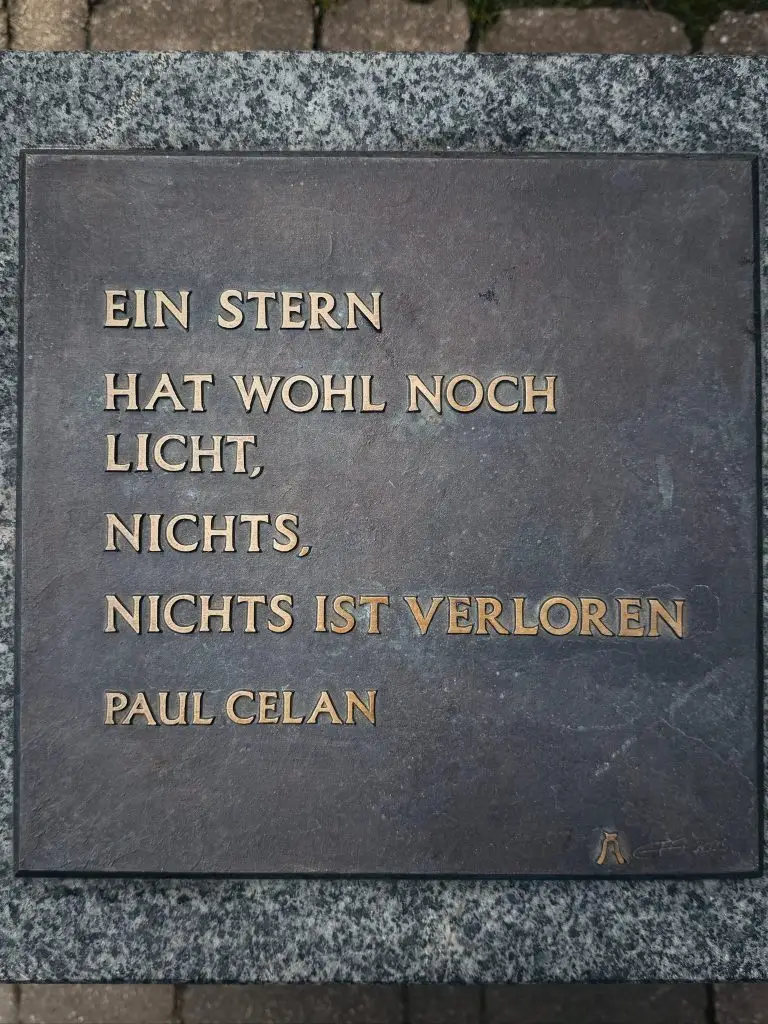 EIN STERN
HAT WOHL NOCH
LICHT,
NICHTS,
NICHTS IST VERLOREN
PAUL CELAN